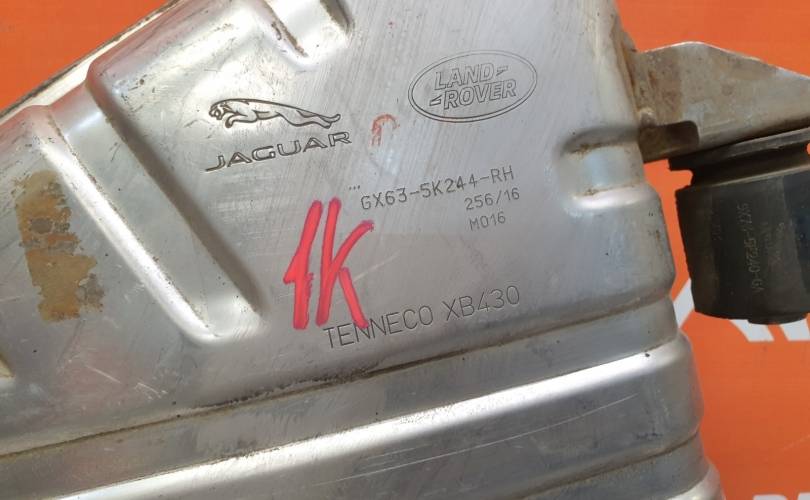 LAND-
-ROVER
JAGUAR
GX63-5K244-RH
256/16
M016
1K
TENNECO XB430